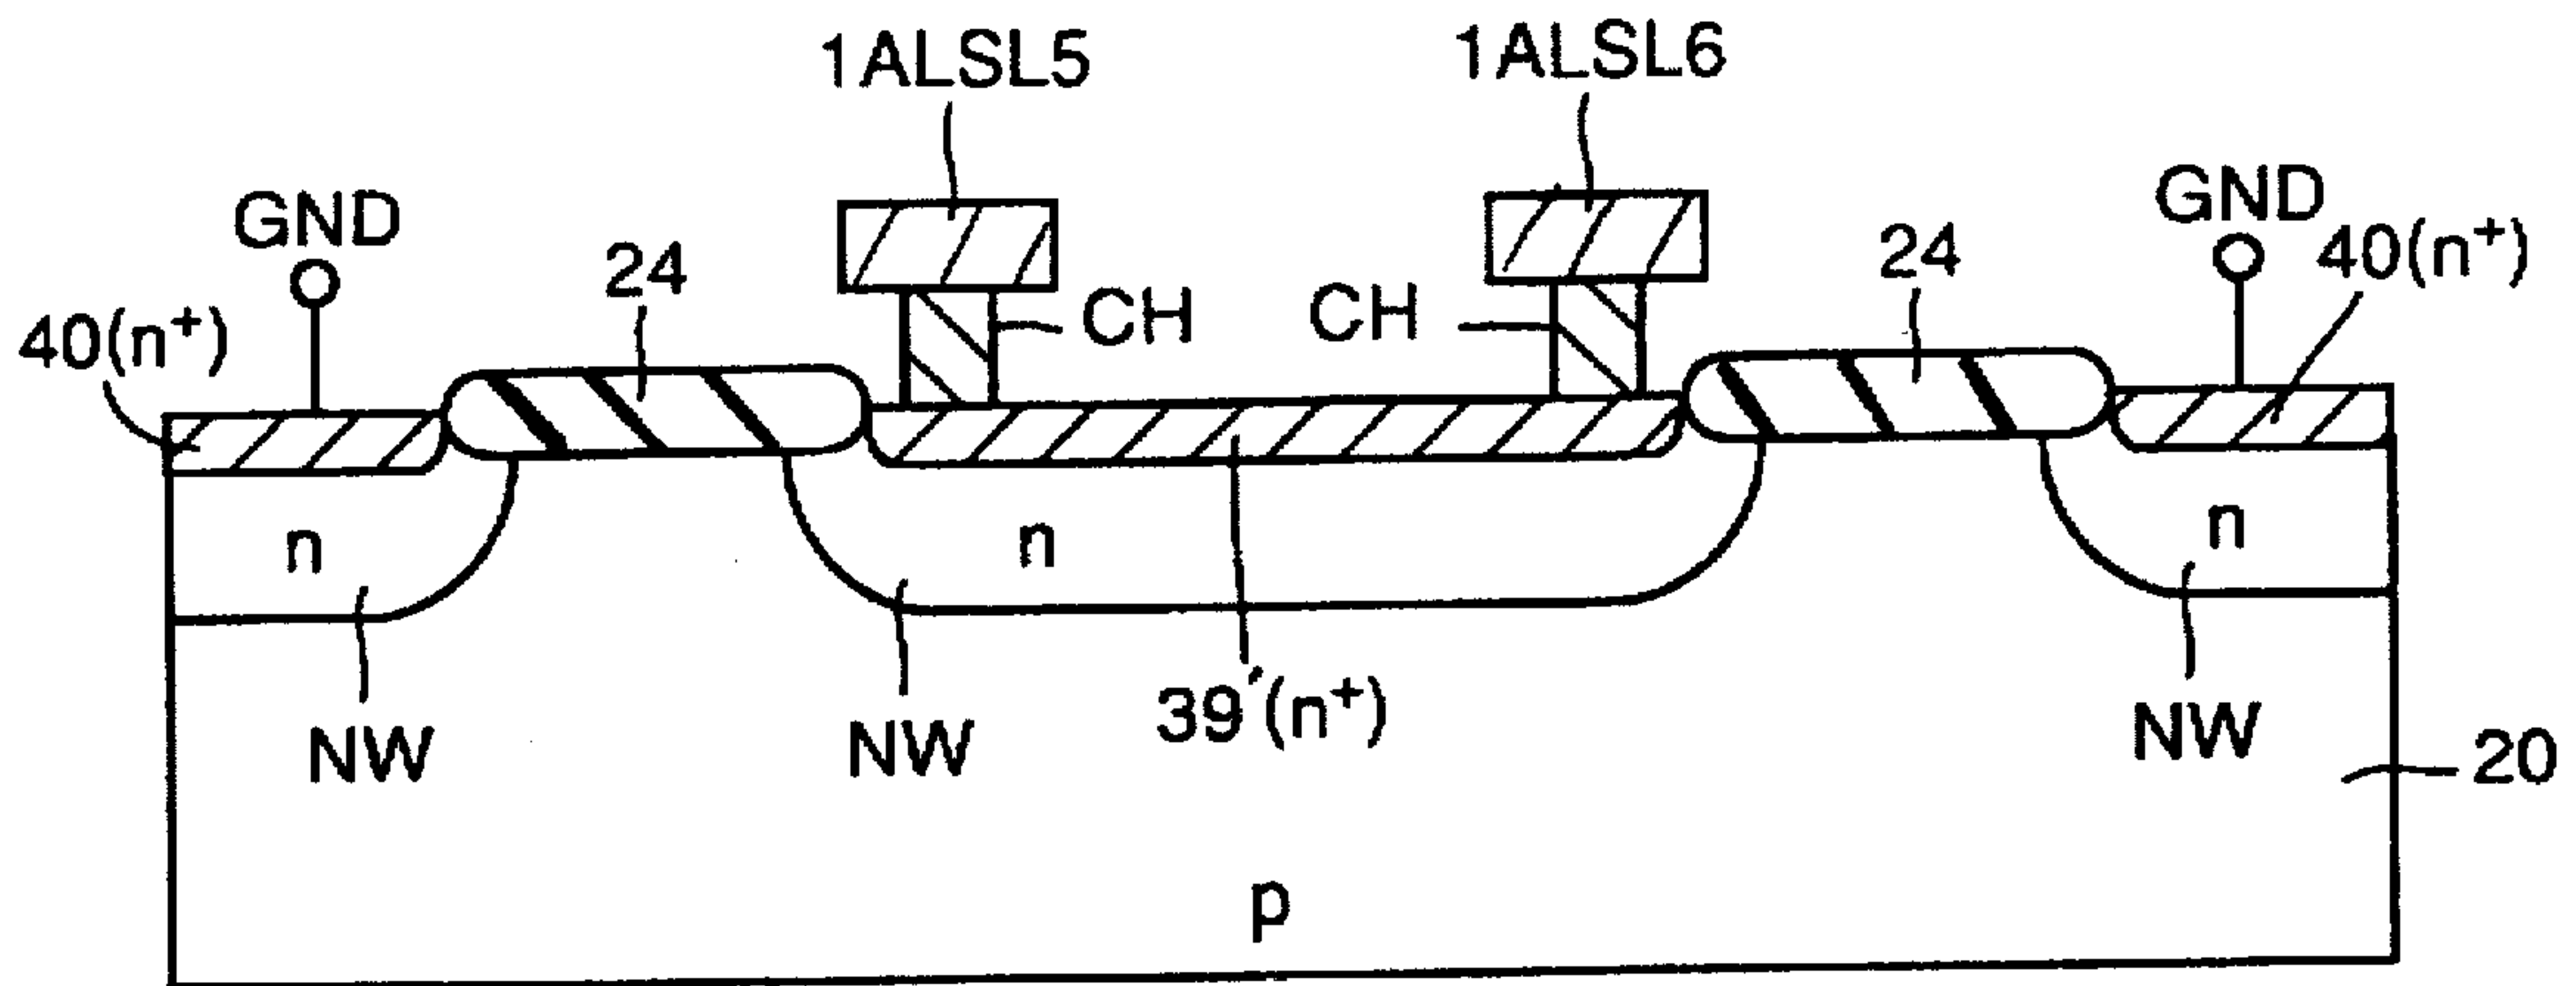 1ALSL5
1ALSL6
GND
GND
24
24
40(n+)
40(n+)
CH
CH
n
n
n
NW
NW
39′(n+)
NW
20
p